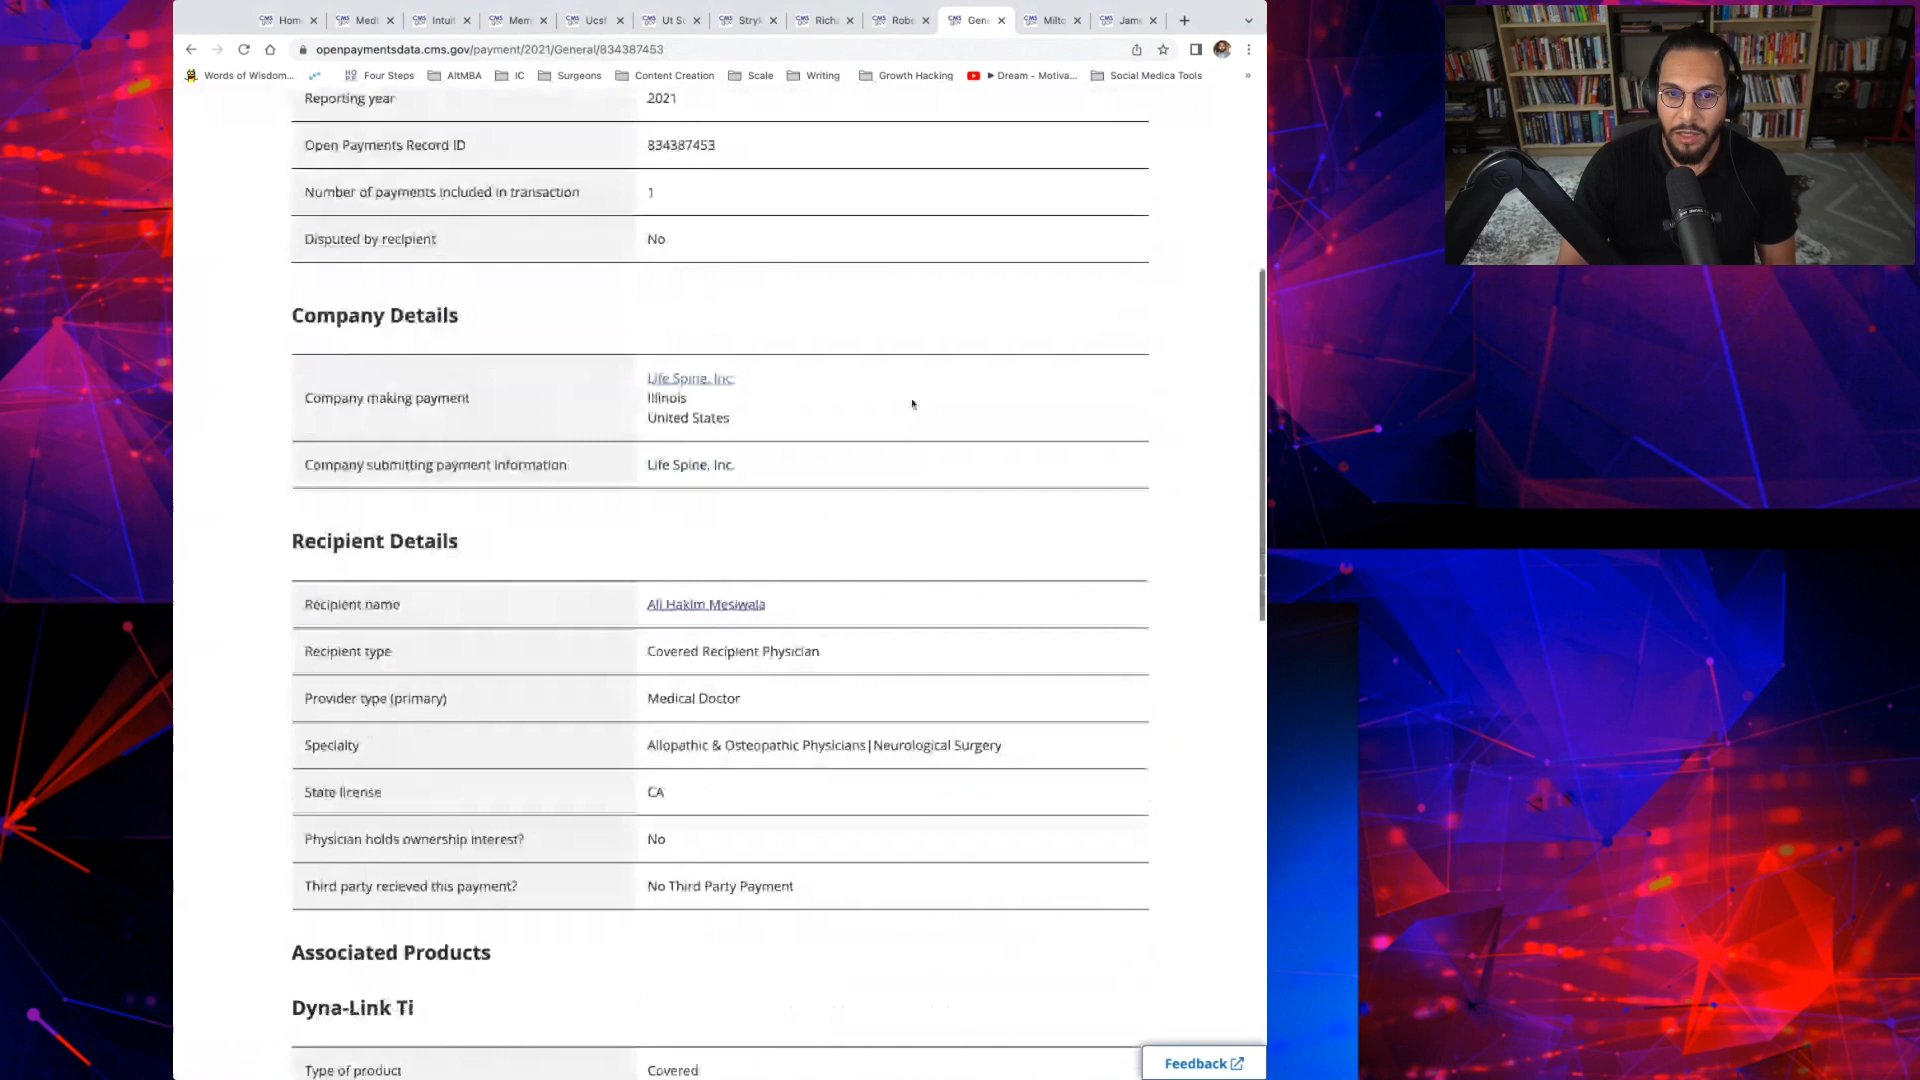 Hom
Medi
Intuit
Mem
Ucsf
Ut S
Stryk
Rich
Robe
Gene
Milto
Jame
openpaymentsdata.cms.gov/payment/2021/General/834387453
Words of Wisdom...
Four Steps
AltMBA
IC
Surgeons
Content Creation
Scale
Writing
Growth Hacking
► Dream - Motiva...
Social Medica Tools
»
Reporting year 2021
Open Payments Record ID 834387453
Number of payments included in transaction 1
Disputed by recipient No
Company Details
Company making payment
Life Spine, Inc.
Illinois
United States
Company submitting payment information Life Spine, Inc.
Recipient Details
Recipient name Ali Hakim Mesiwala
Recipient type Covered Recipient Physician
Provider type (primary) Medical Doctor
Specialty Allopathic & Osteopathic Physicians|Neurological Surgery
State license CA
Physician holds ownership interest? No
Third party recieved this payment? No Third Party Payment
Associated Products
Dyna-Link Ti
Type of product Covered
Feedback